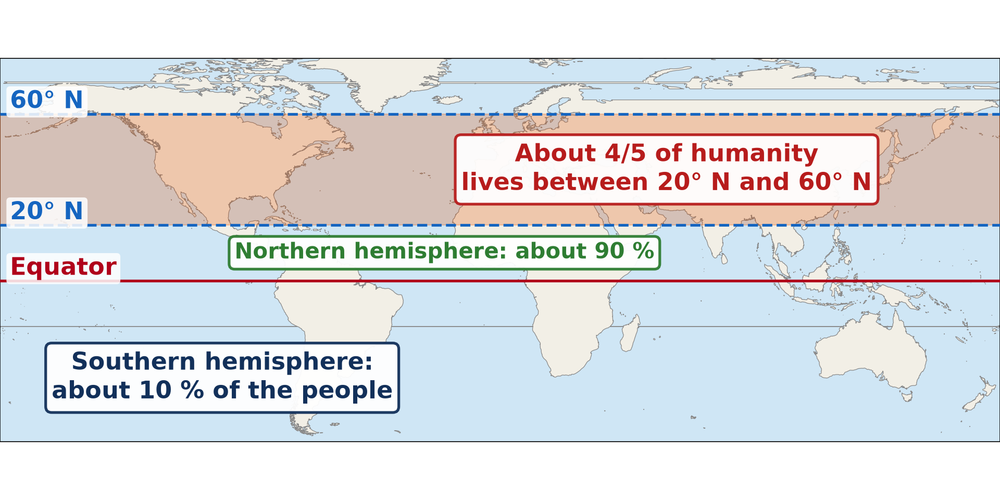 60° N
About 4/5 of humanity
lives between 20° N and 60° N
20° N
Northern hemisphere: about 90 %
Equator
Southern hemisphere:
about 10 % of the people